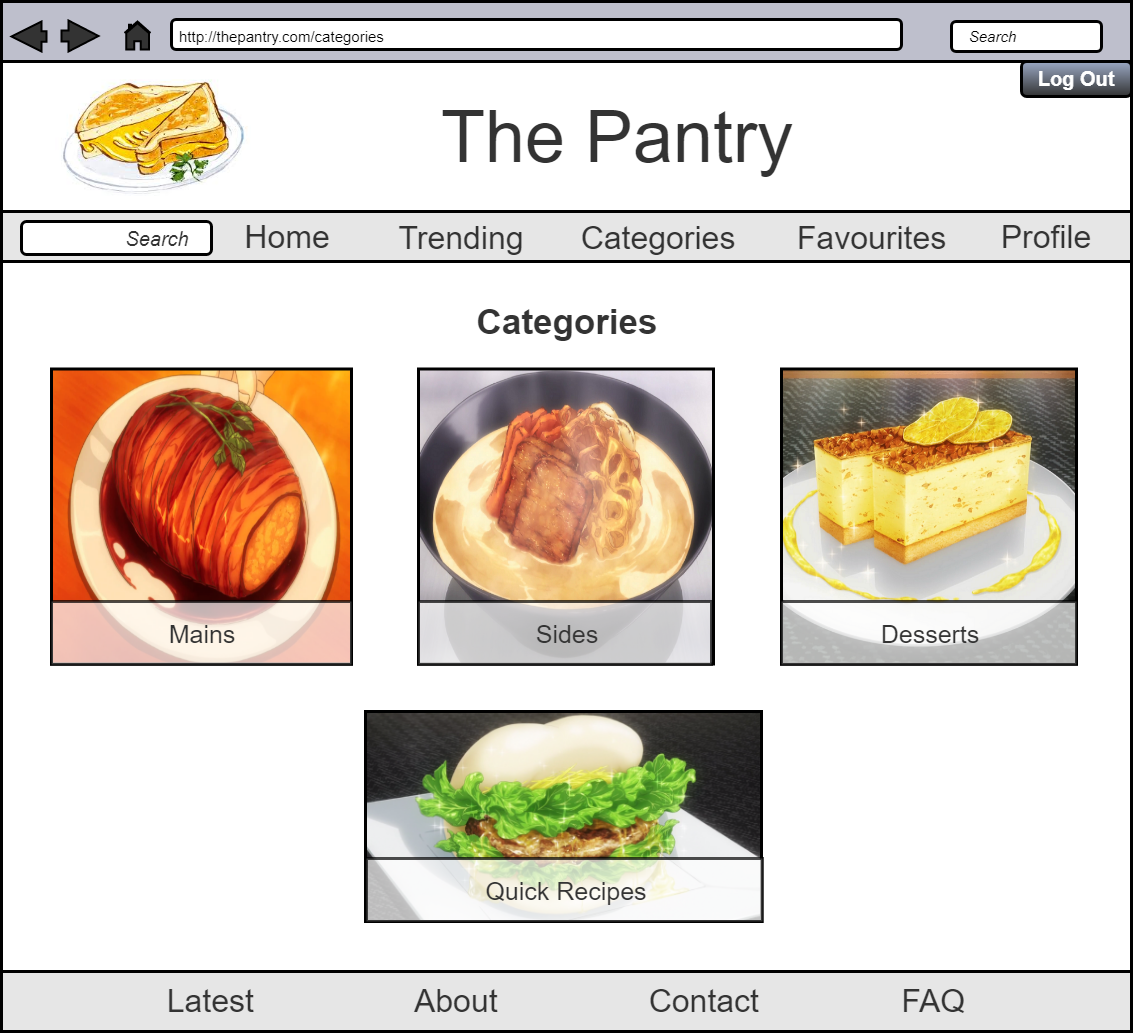 http://thepantry.com/categories
Search
Log Out
The Pantry
Search
Home
Trending
Categories
Favourites
Profile
Categories
Mains
Sides
Desserts
Quick Recipes
Latest
About
Contact
FAQ